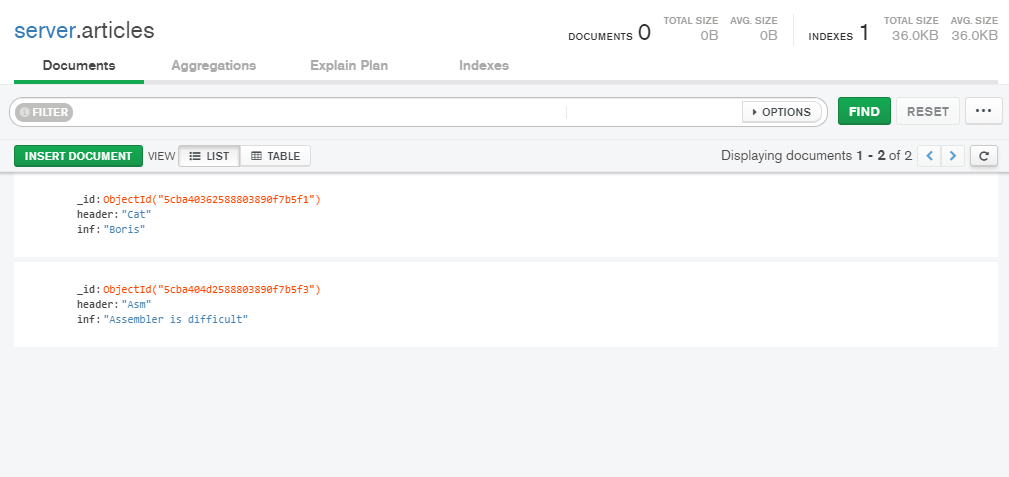 server.articles
DOCUMENTS 0
TOTAL SIZE
0B
AVG. SIZE
0B
INDEXES 1
TOTAL SIZE
36.0KB
AVG. SIZE
36.0KB
Documents
Aggregations
Explain Plan
Indexes
FILTER
OPTIONS
FIND
RESET
...
INSERT DOCUMENT
VIEW
LIST
TABLE
Displaying documents 1 - 2 of 2
_id: ObjectId("5cba40362588803890f7b5f1")
header: "Cat"
inf: "Boris"
_id: ObjectId("5cba404d2588803890f7b5f3")
header: "Asm"
inf: "Assembler is difficult"